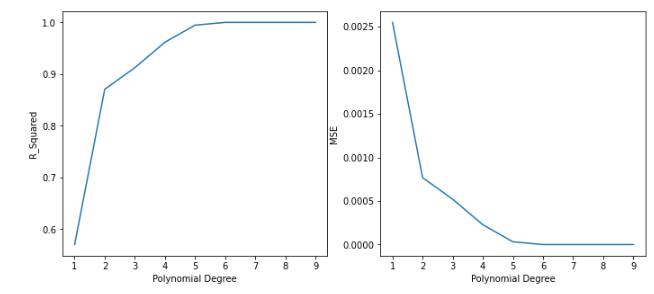 1.0
0.9
0.8
0.7
0.6
R_Squared
1 2 3 4 5 6 7 8 9
Polynomial Degree
0.0025
0.0020
0.0015
0.0010
0.0005
0.0000
MSE
1 2 3 4 5 6 7 8 9
Polynomial Degree